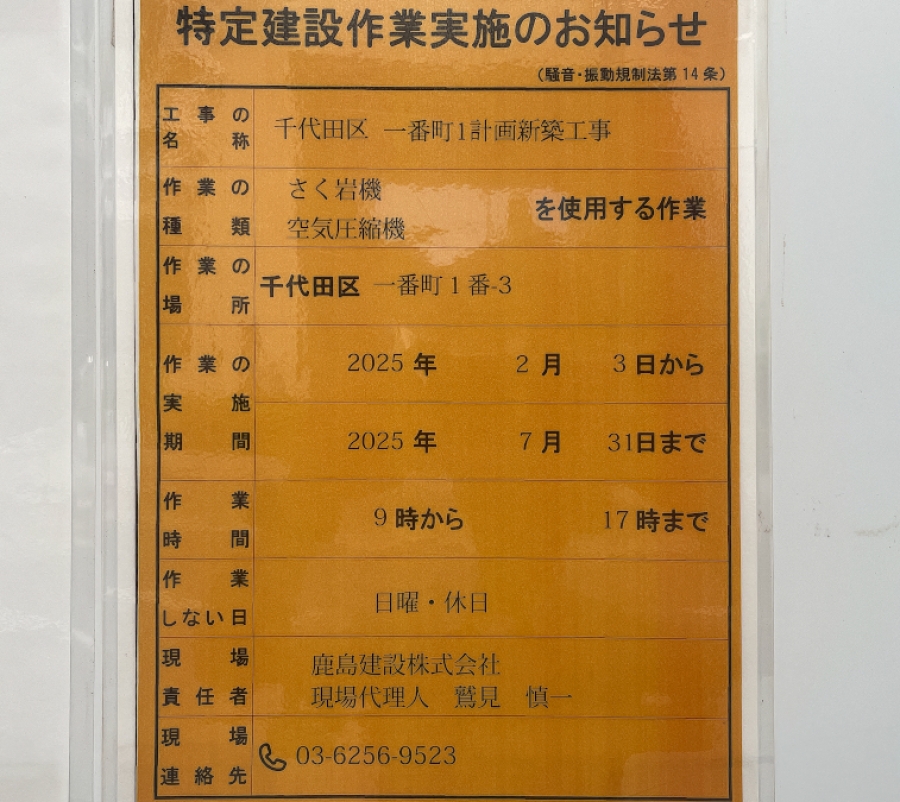 特定建設作業実施のお知らせ
（騒音・振動規制法第14条）
工事の
名称
千代田区 一番町1計画新築工事
作業の
種類
さく岩機
空気圧縮機
を使用する作業
作業の
場所
千代田区 一番町1番-3
作業の
実施
期間
2025年 2月 3日から
2025年 7月 31日まで
作業
時間
9時から 17時まで
作業
しない日
日曜・休日
現場
責任者
鹿島建設株式会社
現場代理人 鷲見 慎一
現場
連絡先
03-6256-9523